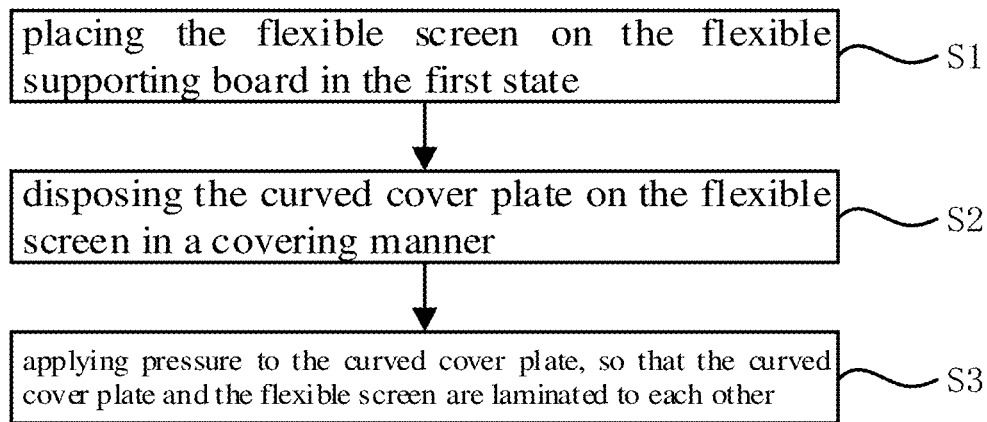 placing the flexible screen on the flexible
supporting board in the first state
S1
disposing the curved cover plate on the flexible
screen in a covering manner
S2
applying pressure to the curved cover plate, so that the curved
cover plate and the flexible screen are laminated to each other
S3